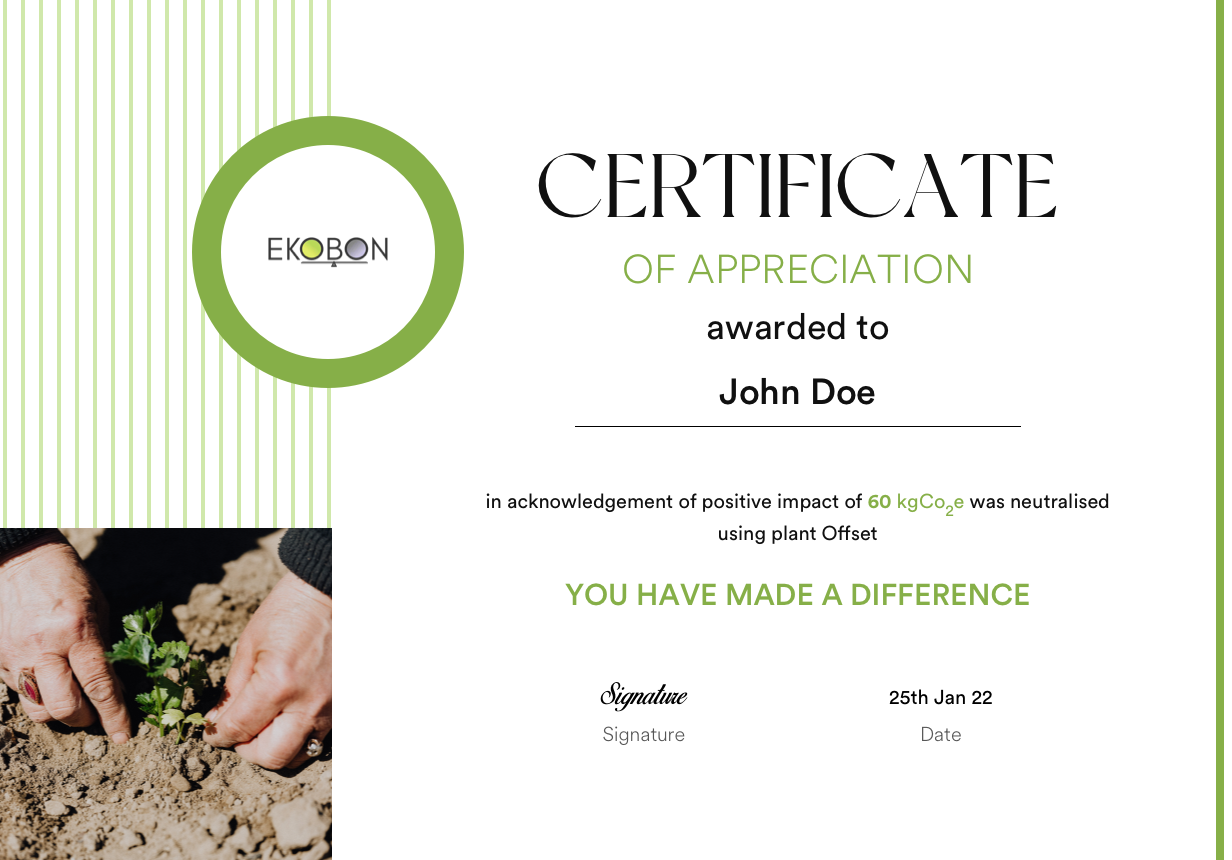 EKOBON
CERTIFICATE
OF APPRECIATION
awarded to
John Doe
in acknowledgement of positive impact of 60 kgCo₂e was neutralised
using plant Offset
YOU HAVE MADE A DIFFERENCE
Signature
25th Jan 22
Signature
Date